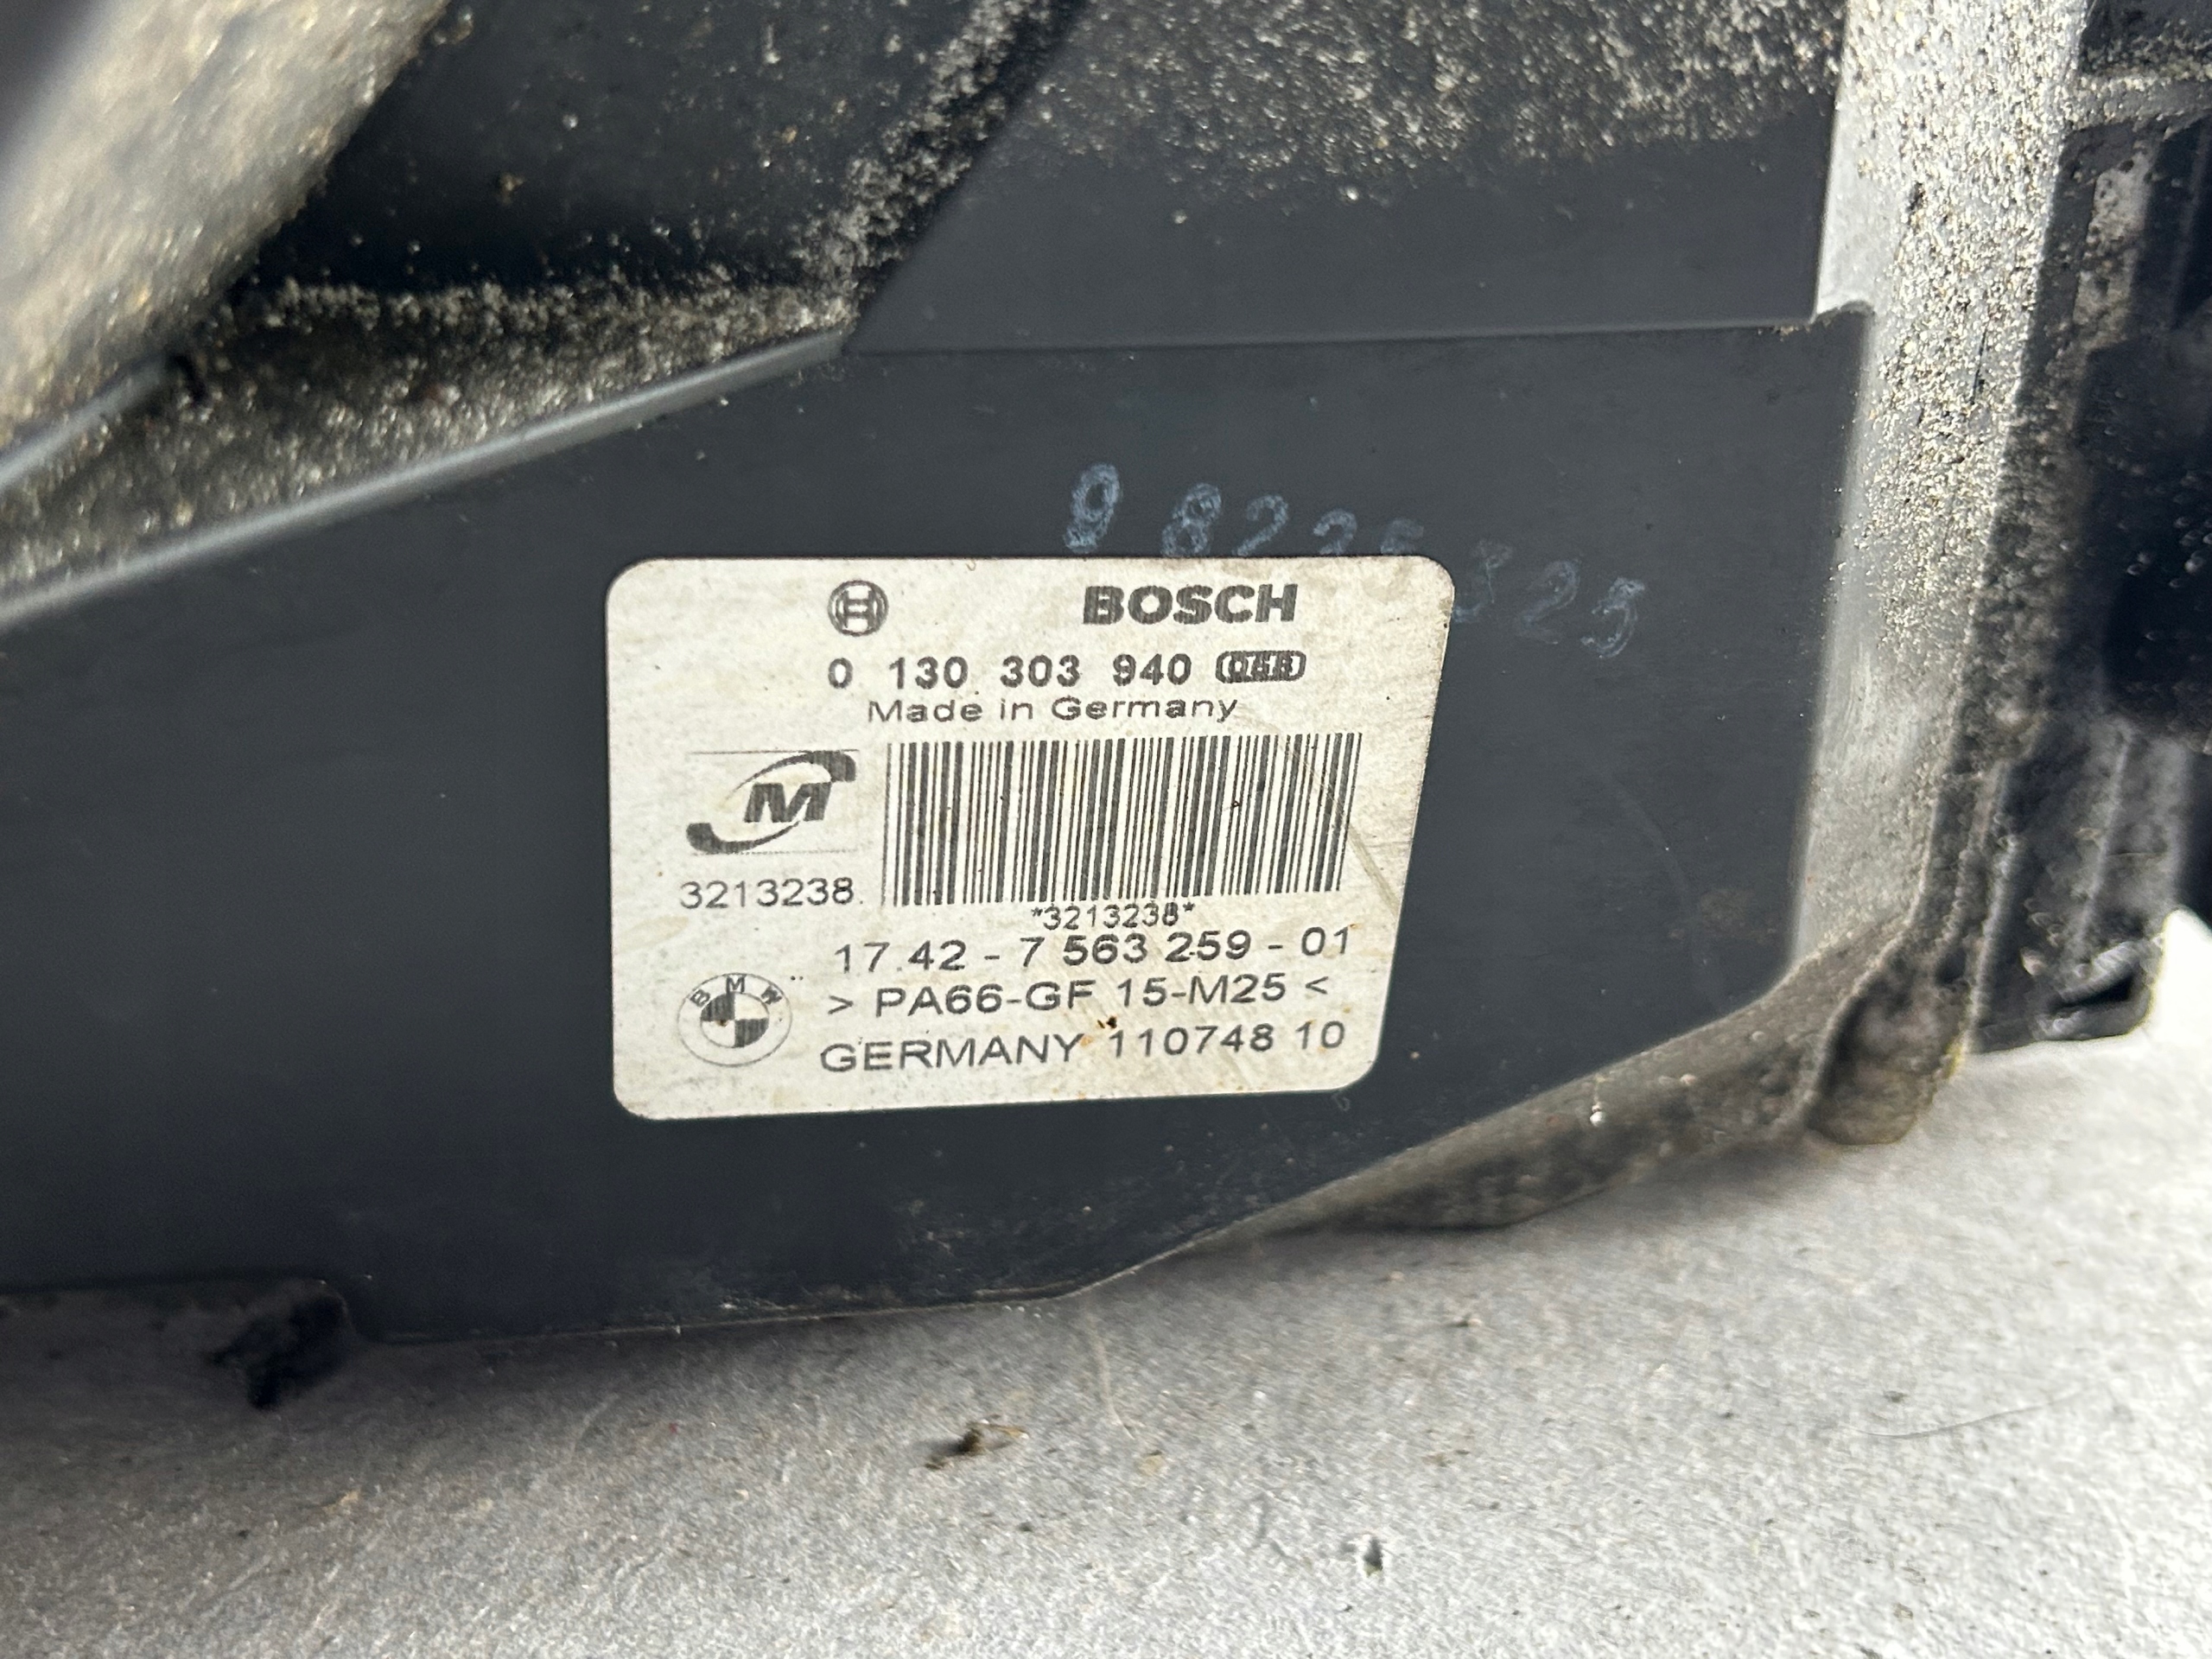 BOSCH
0 130 303 940
Made in Germany
M
3213238.
*3213238*
17.42 - 7 563 259 - 01
BMW
> PA66-GF 15-M25 <
GERMANY 110748 10